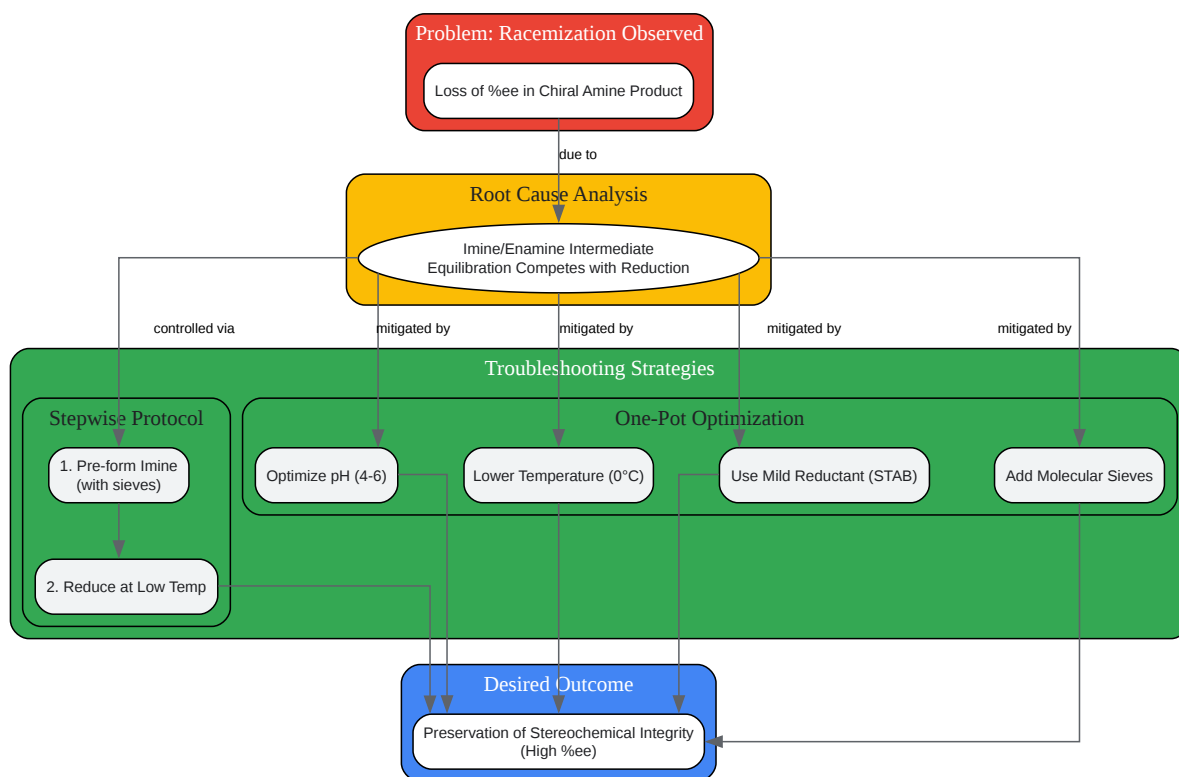 Problem: Racemization Observed
Loss of %ee in Chiral Amine Product
due to
Root Cause Analysis
Imine/Enamine Intermediate
Equilibration Competes with Reduction
controlled via
mitigated by
mitigated by
mitigated by
mitigated by
Troubleshooting Strategies
Stepwise Protocol
1. Pre-form Imine
(with sieves)
2. Reduce at Low Temp
One-Pot Optimization
Optimize pH (4-6)
Lower Temperature (0°C)
Use Mild Reductant (STAB)
Add Molecular Sieves
Desired Outcome
Preservation of Stereochemical Integrity
(High %ee)